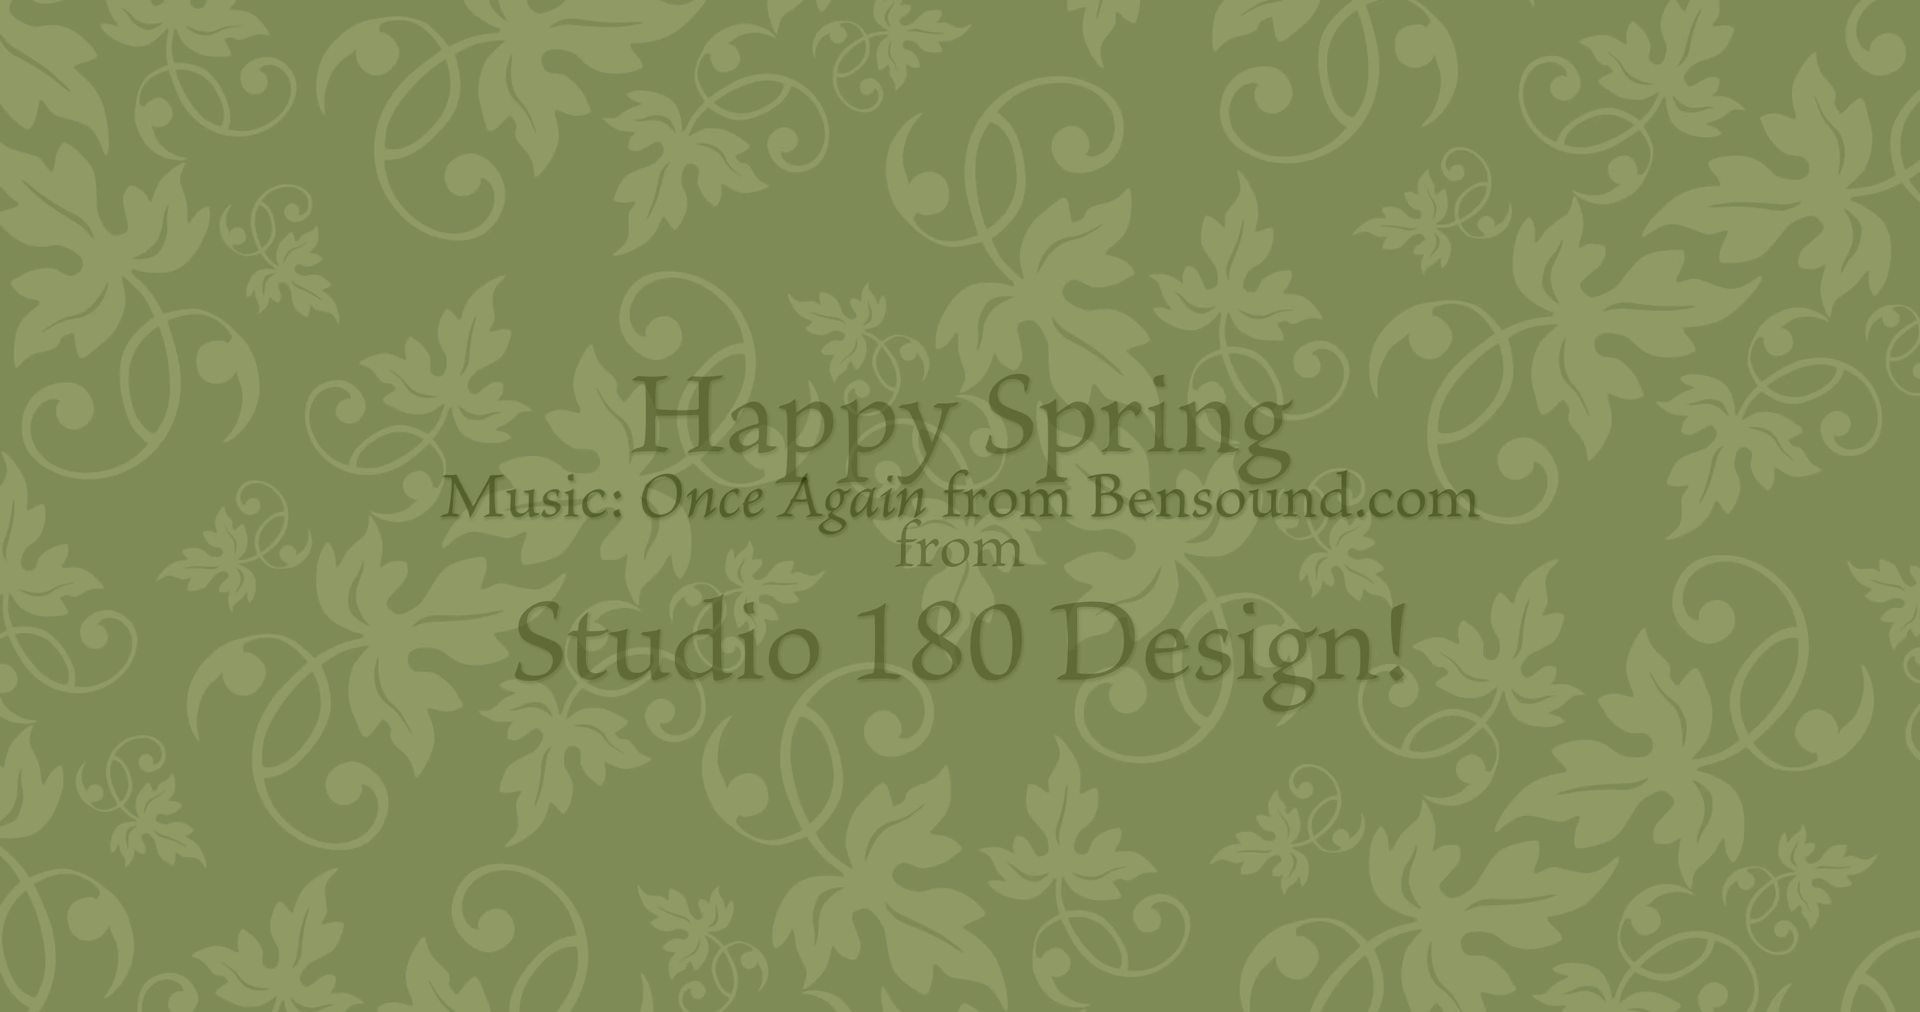 Happy Spring
Music: Once Again from Bensound.com
from
Studio 180 Design!